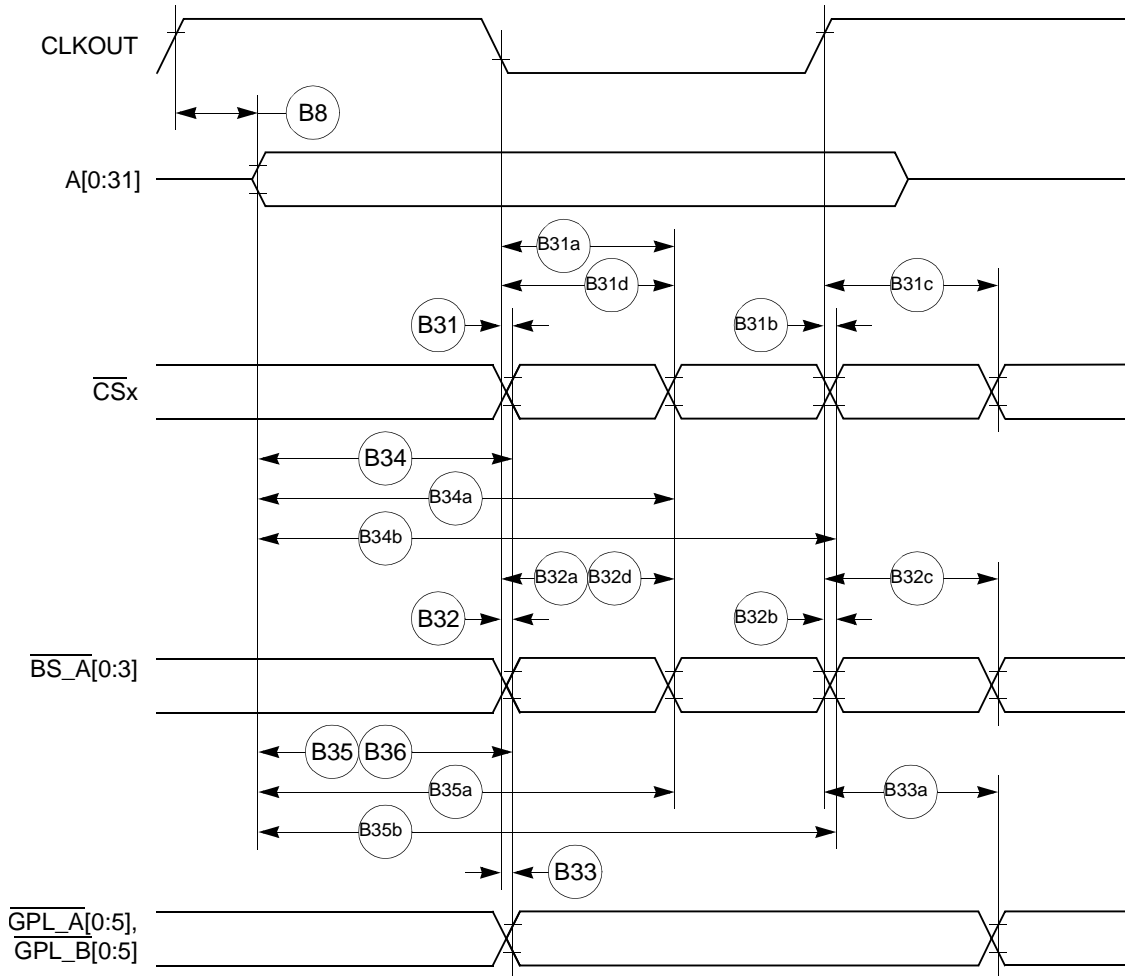 CLKOUT
B8
A[0:31]
B31a
B31d
B31c
B31
B31b
CSx
B34
B34a
B34b
B32a B32d
B32c
B32
B32b
BS_A[0:3]
B35 B36
B35a
B33a
B35b
B33
GPL_A[0:5],
GPL_B[0:5]